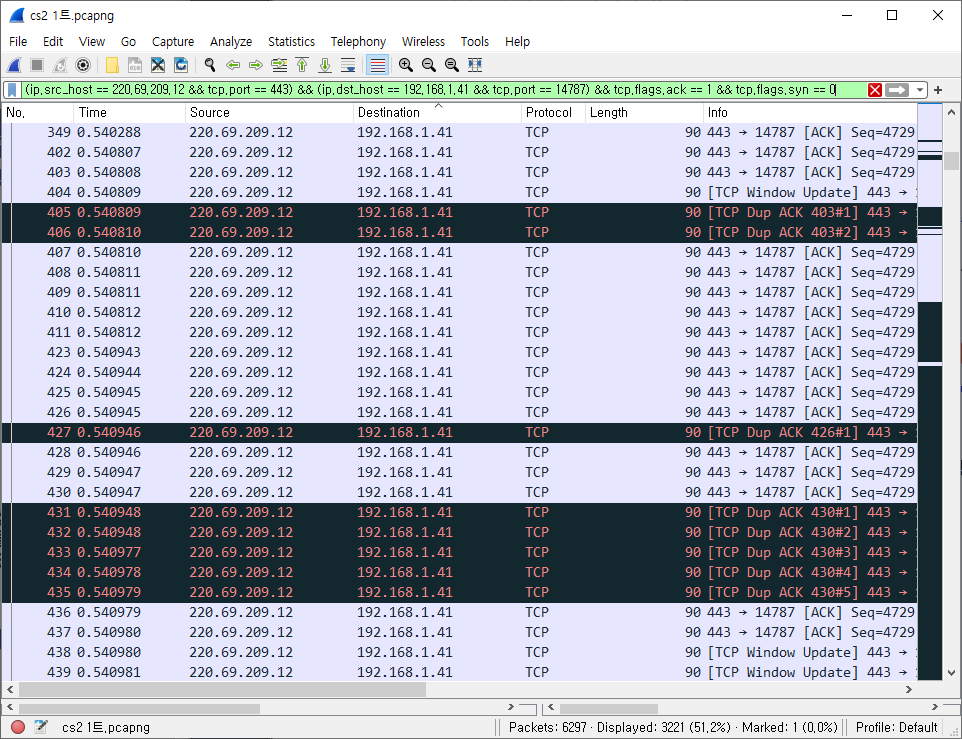 cs2 1트.pcapng
File Edit View Go Capture Analyze Statistics Telephony Wireless Tools Help
(ip.src_host == 220.69.209.12 && tcp.port == 443) && (ip.dst_host == 192.168.1.41 && tcp.port == 14787) && tcp.flags.ack == 1 && tcp.flags.syn == 0
No. Time Source Destination Protocol Length Info
349 0.540288 220.69.209.12 192.168.1.41 TCP 90 443 → 14787 [ACK] Seq=4729
402 0.540807 220.69.209.12 192.168.1.41 TCP 90 443 → 14787 [ACK] Seq=4729
403 0.540808 220.69.209.12 192.168.1.41 TCP 90 443 → 14787 [ACK] Seq=4729
404 0.540809 220.69.209.12 192.168.1.41 TCP 90 [TCP Window Update] 443 →
405 0.540809 220.69.209.12 192.168.1.41 TCP 90 [TCP Dup ACK 403#1] 443 →
406 0.540810 220.69.209.12 192.168.1.41 TCP 90 [TCP Dup ACK 403#2] 443 →
407 0.540810 220.69.209.12 192.168.1.41 TCP 90 443 → 14787 [ACK] Seq=4729
408 0.540811 220.69.209.12 192.168.1.41 TCP 90 443 → 14787 [ACK] Seq=4729
409 0.540811 220.69.209.12 192.168.1.41 TCP 90 443 → 14787 [ACK] Seq=4729
410 0.540812 220.69.209.12 192.168.1.41 TCP 90 443 → 14787 [ACK] Seq=4729
411 0.540812 220.69.209.12 192.168.1.41 TCP 90 443 → 14787 [ACK] Seq=4729
423 0.540943 220.69.209.12 192.168.1.41 TCP 90 443 → 14787 [ACK] Seq=4729
424 0.540944 220.69.209.12 192.168.1.41 TCP 90 443 → 14787 [ACK] Seq=4729
425 0.540945 220.69.209.12 192.168.1.41 TCP 90 443 → 14787 [ACK] Seq=4729
426 0.540945 220.69.209.12 192.168.1.41 TCP 90 443 → 14787 [ACK] Seq=4729
427 0.540946 220.69.209.12 192.168.1.41 TCP 90 [TCP Dup ACK 426#1] 443 →
428 0.540946 220.69.209.12 192.168.1.41 TCP 90 443 → 14787 [ACK] Seq=4729
429 0.540947 220.69.209.12 192.168.1.41 TCP 90 443 → 14787 [ACK] Seq=4729
430 0.540947 220.69.209.12 192.168.1.41 TCP 90 443 → 14787 [ACK] Seq=4729
431 0.540948 220.69.209.12 192.168.1.41 TCP 90 [TCP Dup ACK 430#1] 443 →
432 0.540948 220.69.209.12 192.168.1.41 TCP 90 [TCP Dup ACK 430#2] 443 →
433 0.540977 220.69.209.12 192.168.1.41 TCP 90 [TCP Dup ACK 430#3] 443 →
434 0.540978 220.69.209.12 192.168.1.41 TCP 90 [TCP Dup ACK 430#4] 443 →
435 0.540979 220.69.209.12 192.168.1.41 TCP 90 [TCP Dup ACK 430#5] 443 →
436 0.540979 220.69.209.12 192.168.1.41 TCP 90 443 → 14787 [ACK] Seq=4729
437 0.540980 220.69.209.12 192.168.1.41 TCP 90 443 → 14787 [ACK] Seq=4729
438 0.540980 220.69.209.12 192.168.1.41 TCP 90 [TCP Window Update] 443 →
439 0.540981 220.69.209.12 192.168.1.41 TCP 90 [TCP Window Update] 443 →
cs2 1트.pcapng Packets: 6297 · Displayed: 3221 (51.2%) · Marked: 1 (0.0%) Profile: Default